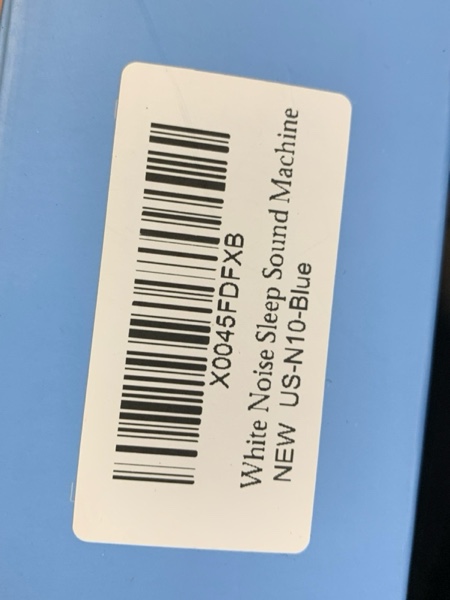 X0045FDFXB
White Noise Sleep Sound Machine
NEW US-N10-Blue